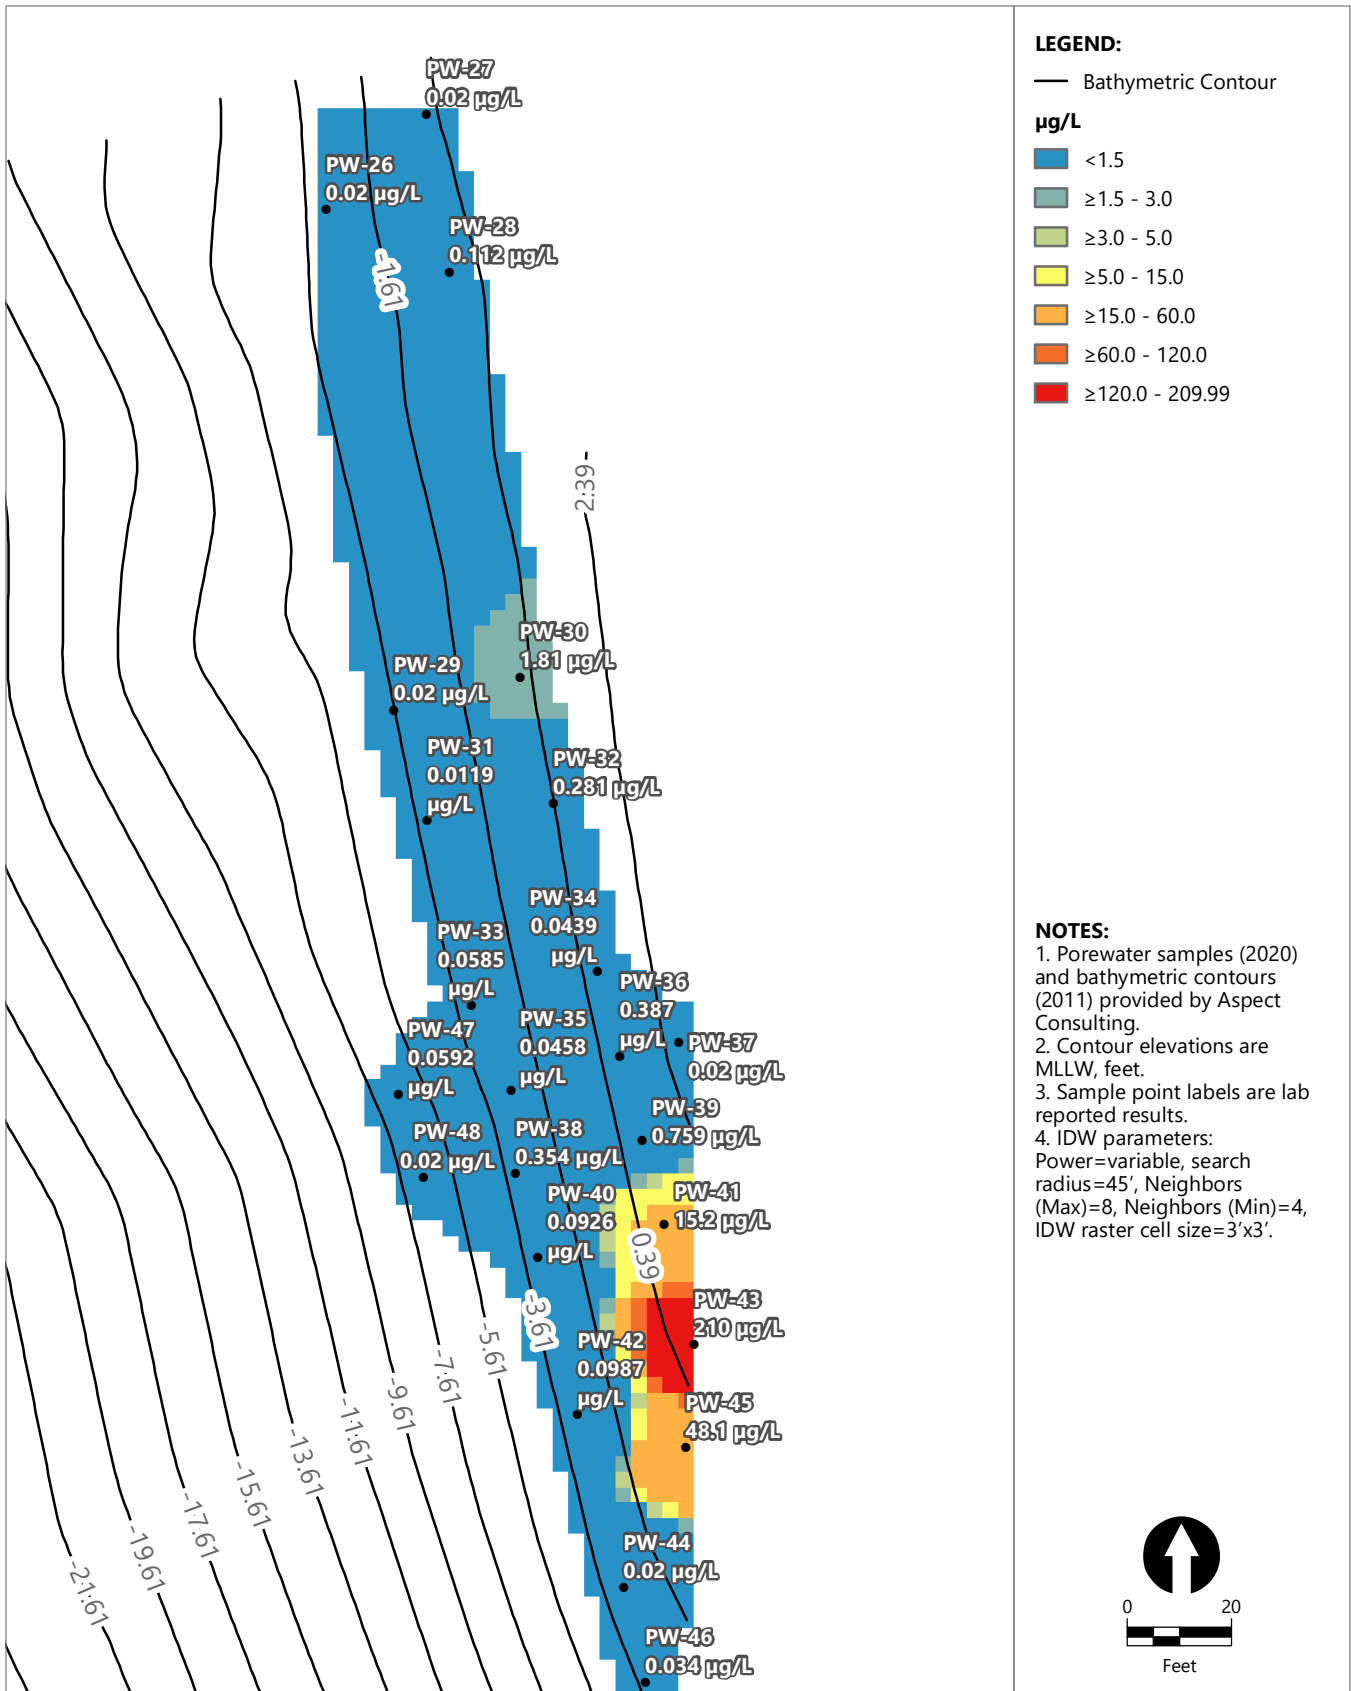 PW-27
0.02 µg/L
PW-26
0.02 µg/L
PW-28
0.112 µg/L
-1.61
2.39
PW-30
1.81 µg/L
PW-29
0.02 µg/L
PW-31
0.0119
µg/L
PW-32
0.281 µg/L
PW-34
0.0439
µg/L
PW-33
0.0585
µg/L
PW-36
0.387
µg/L
PW-35
0.0458
µg/L
PW-47
0.0592
µg/L
PW-37
0.02 µg/L
PW-39
0.759 µg/L
PW-48
0.02 µg/L
PW-38
0.354 µg/L
PW-40
0.0926
µg/L
PW-41
15.2 µg/L
0.39
PW-43
210 µg/L
-3.61
PW-42
0.0987
µg/L
-5.61
-7.61
-9.61
PW-45
48.1 µg/L
-11.61
-13.61
-15.61
-17.61
-19.61
-21.61
PW-44
0.02 µg/L
PW-46
0.034 µg/L
LEGEND:
Bathymetric Contour
µg/L
<1.5
≥1.5 - 3.0
≥3.0 - 5.0
≥5.0 - 15.0
≥15.0 - 60.0
≥60.0 - 120.0
≥120.0 - 209.99
NOTES:
1. Porewater samples (2020)
and bathymetric contours
(2011) provided by Aspect
Consulting.
2. Contour elevations are
MLLW, feet.
3. Sample point labels are lab
reported results.
4. IDW parameters:
Power=variable, search
radius=45’, Neighbors
(Max)=8, Neighbors (Min)=4,
IDW raster cell size=3’x3’.
0 20
Feet